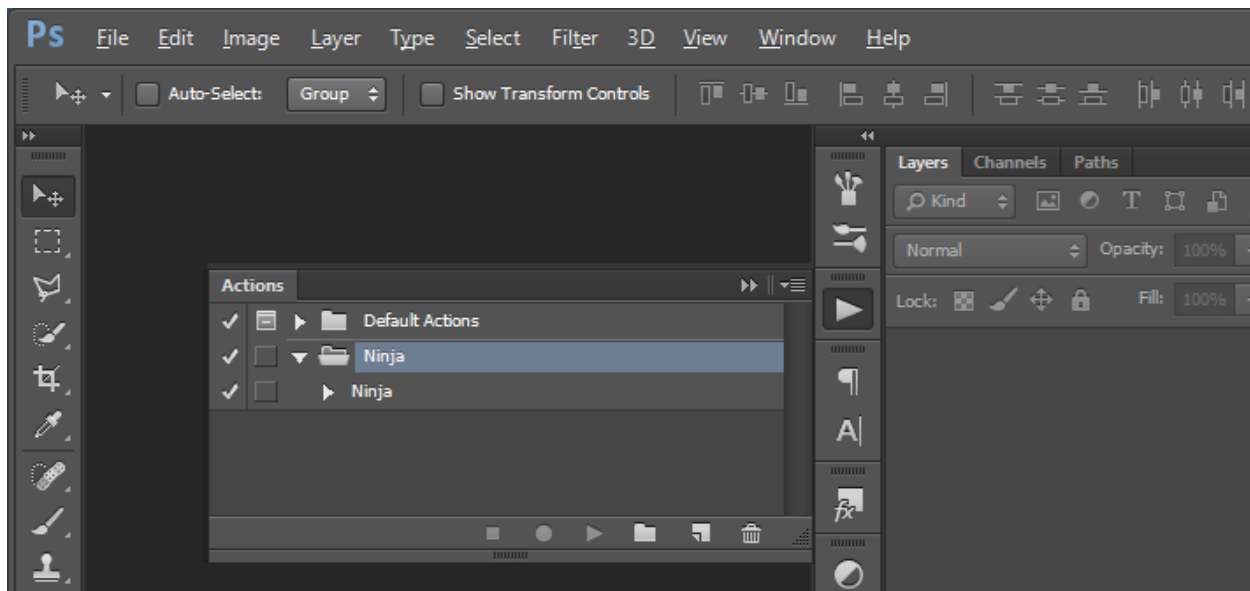 Ps File Edit Image Layer Type Select Filter 3D View Window Help
Auto-Select: Group Show Transform Controls
Layers Channels Paths
Kind T
Normal Opacity: 100%
Actions
Lock: Fill: 100%
Default Actions
Ninja
Ninja
A|
fx